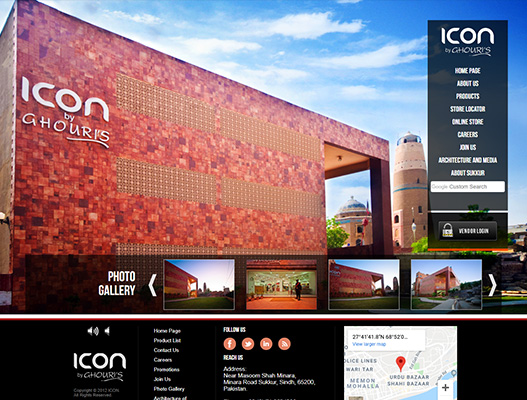 ICON
by
GHOURI'S
ICON
by GHOURI'S
HOME PAGE
ABOUT US
PRODUCTS
STORE LOCATOR
ONLINE STORE
CAREERS
JOIN US
ARCHITECTURE AND MEDIA
ABOUT SUKKUR
Google Custom Search
VENDOR LOGIN
PHOTO
GALLERY
ICON
by GHOURI'S
Copyright © 2012 ICON
All Rights Reserved.
Home Page
Product List
Contact Us
Careers
Promotions
Join Us
Photo Gallery
Architecture of
FOLLOW US
REACH US
Address:
Near Masoom Shah Minara,
Minara Road Sukkur, Sindh, 65200,
Pakistan.
27°41'41.8"N 68°52'0...
View larger map
OLICE LINES
WARI TAR
URDU BAZAAR
SHAHI BAZAAR
MEMON
MOHALLA